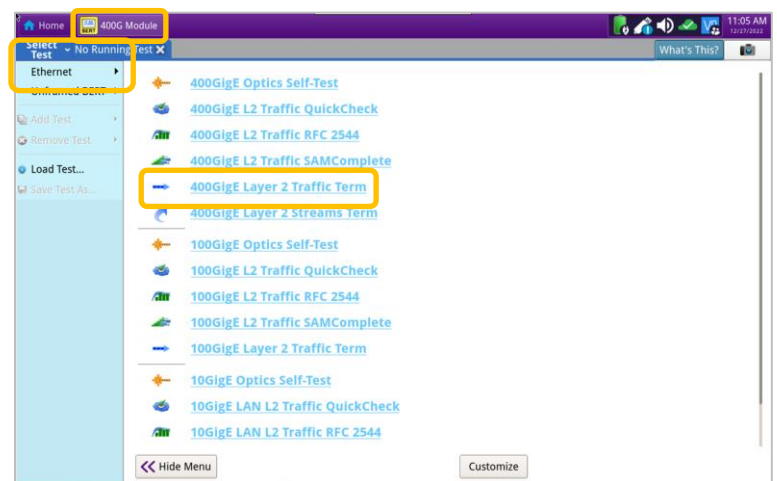 Home
BERT
400G Module
11:05 AM
12/27/2022
Select Test
No Running Test
What's This?
Ethernet
Unframed BERT
Add Test
Remove Test
Load Test...
Save Test As...
400GigE Optics Self-Test
400GigE L2 Traffic QuickCheck
400GigE L2 Traffic RFC 2544
400GigE L2 Traffic SAMComplete
400GigE Layer 2 Traffic Term
400GigE Layer 2 Streams Term
100GigE Optics Self-Test
100GigE L2 Traffic QuickCheck
100GigE L2 Traffic RFC 2544
100GigE L2 Traffic SAMComplete
100GigE Layer 2 Traffic Term
10GigE Optics Self-Test
10GigE LAN L2 Traffic QuickCheck
10GigE LAN L2 Traffic RFC 2544
Hide Menu
Customize